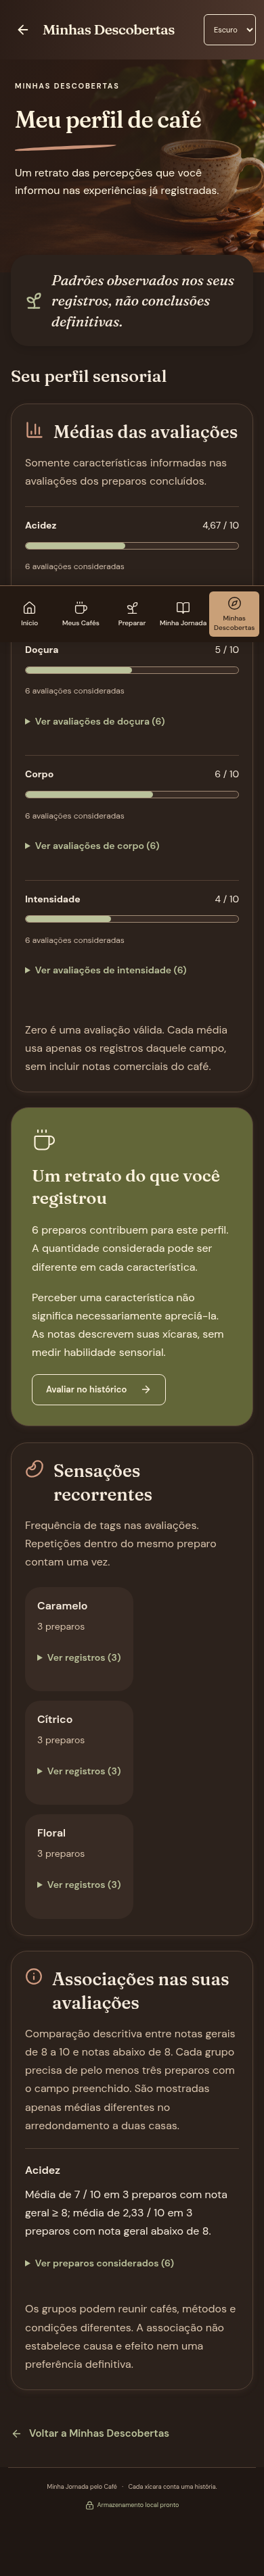 Minhas Descobertas
Escuro
MINHAS DESCOBERTAS
Meu perfil de café
Um retrato das percepções que você
informou nas experiências já registradas.
Padrões observados nos seus
registros, não conclusões
definitivas.
Seu perfil sensorial
Médias das avaliações
Somente características informadas nas
avaliações dos preparos concluídos.
Acidez 4,67 / 10
6 avaliações consideradas
Início Meus Cafés Preparar Minha Jornada Minhas
Descobertas
Doçura 5 / 10
6 avaliações consideradas
Ver avaliações de doçura (6)
Corpo 6 / 10
6 avaliações consideradas
Ver avaliações de corpo (6)
Intensidade 4 / 10
6 avaliações consideradas
Ver avaliações de intensidade (6)
Zero é uma avaliação válida. Cada média
usa apenas os registros daquele campo,
sem incluir notas comerciais do café.
Um retrato do que você
registrou
6 preparos contribuem para este perfil.
A quantidade considerada pode ser
diferente em cada característica.
Perceber uma característica não
significa necessariamente apreciá-la.
As notas descrevem suas xícaras, sem
medir habilidade sensorial.
Avaliar no histórico
Sensações
recorrentes
Frequência de tags nas avaliações.
Repetições dentro do mesmo preparo
contam uma vez.
Caramelo
3 preparos
Ver registros (3)
Cítrico
3 preparos
Ver registros (3)
Floral
3 preparos
Ver registros (3)
Associações nas suas
avaliações
Comparação descritiva entre notas gerais
de 8 a 10 e notas abaixo de 8. Cada grupo
precisa de pelo menos três preparos com
o campo preenchido. São mostradas
apenas médias diferentes no
arredondamento a duas casas.
Acidez
Média de 7 / 10 em 3 preparos com nota
geral ≥ 8; média de 2,33 / 10 em 3
preparos com nota geral abaixo de 8.
Ver preparos considerados (6)
Os grupos podem reunir cafés, métodos e
condições diferentes. A associação não
estabelece causa e efeito nem uma
preferência definitiva.
Voltar a Minhas Descobertas
Minha Jornada pelo Café · Cada xícara conta uma história.
Armazenamento local pronto